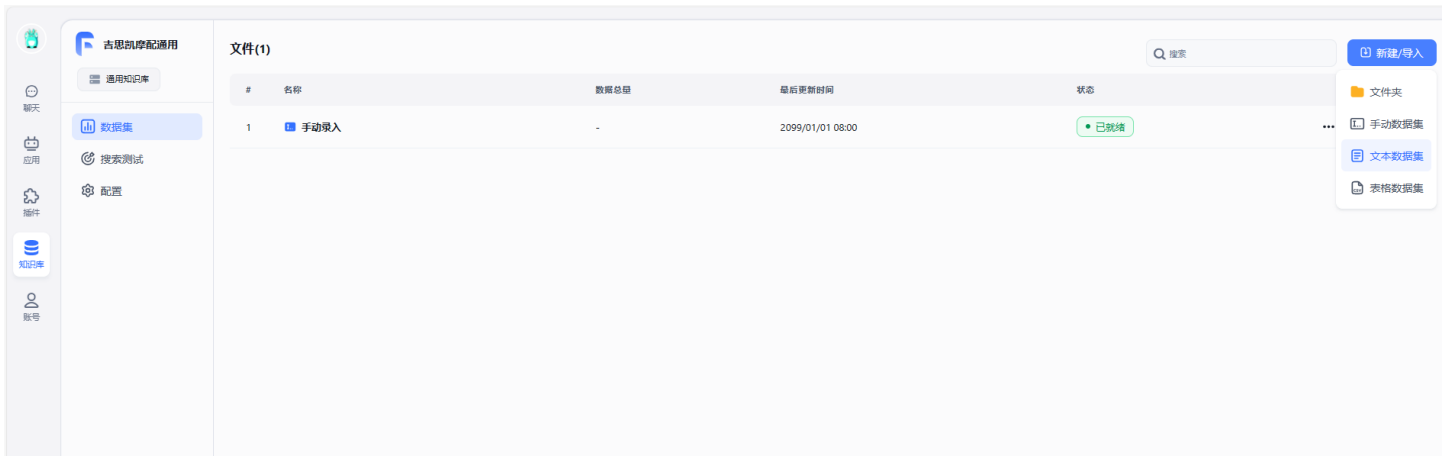 吉思凯摩配通用
通用知识库
聊天
应用
插件
知识库
账号
数据集
搜索测试
配置
文件(1)
搜索
新建/导入
# 名称 数据总量 最后更新时间 状态
1 手动录入 - 2099/01/01 08:00 已就绪
文件夹
手动数据集
文本数据集
表格数据集